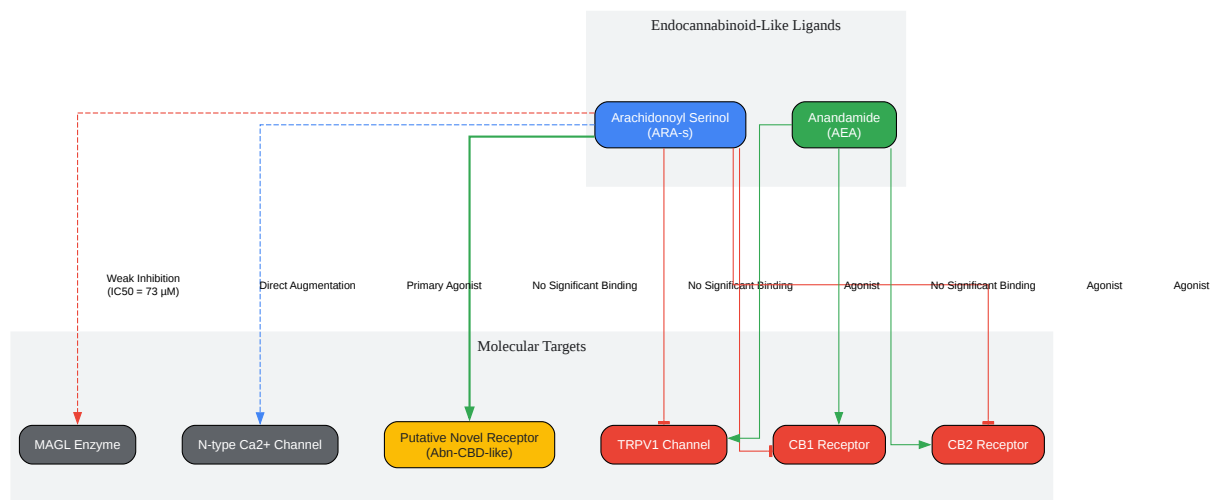 Endocannabinoid-Like Ligands
Arachidonoyl Serinol
(ARA-s)
Anandamide
(AEA)
Weak Inhibition
(IC50 = 73 µM)
Direct Augmentation
Primary Agonist
No Significant Binding
No Significant Binding
Agonist
No Significant Binding
Agonist
Agonist
Molecular Targets
MAGL Enzyme
N-type Ca2+ Channel
Putative Novel Receptor
(Abn-CBD-like)
TRPV1 Channel
CB1 Receptor
CB2 Receptor